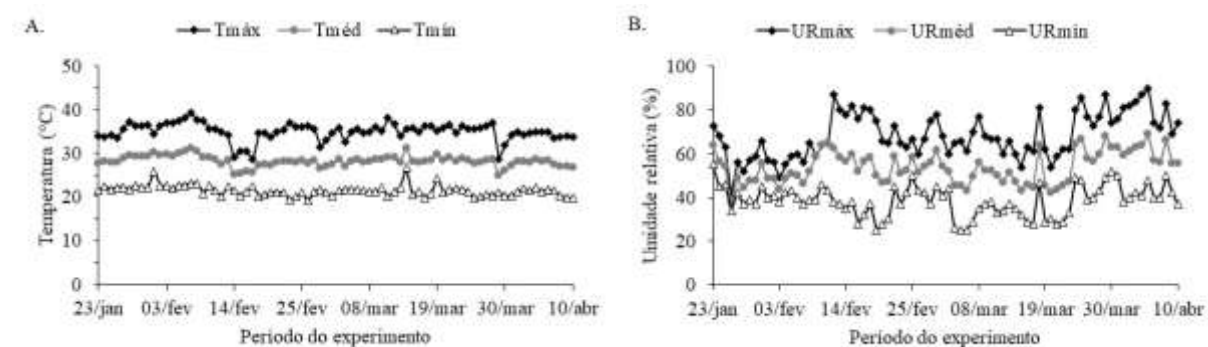 A.
Tmáx Tméd Tmín
50
40
30
20
10
0
Temperatura (°C)
23/jan 03/fev 14/fev 25/fev 08/mar 19/mar 30/mar 10/abr
Período do experimento
B.
URmáx URméd URmín
100
80
60
40
20
0
Umidade relativa (%)
23/jan 03/fev 14/fev 25/fev 08/mar 19/mar 30/mar 10/abr
Período do experimento